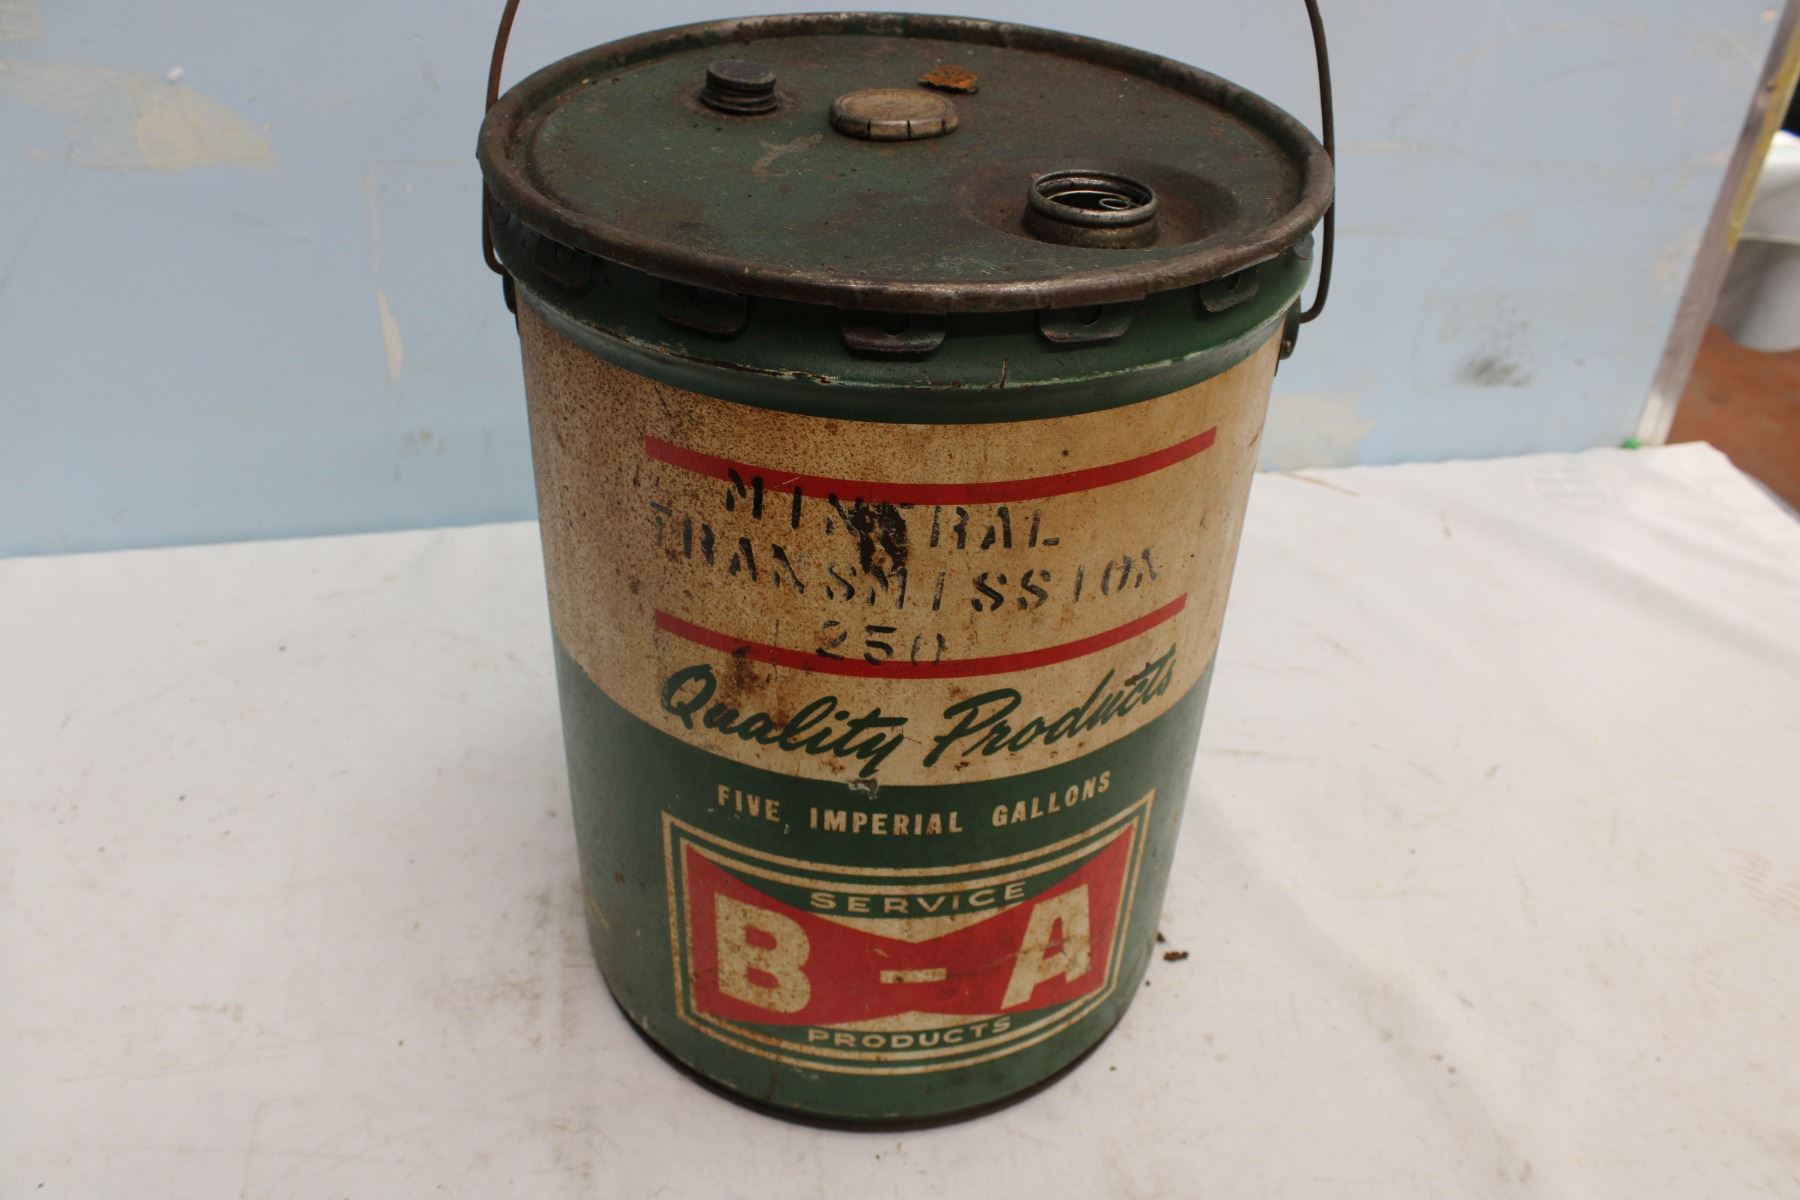 MINERAL
TRANSMISSION
250
Quality Products
FIVE IMPERIAL GALLONS
SERVICE
B-A
PRODUCTS